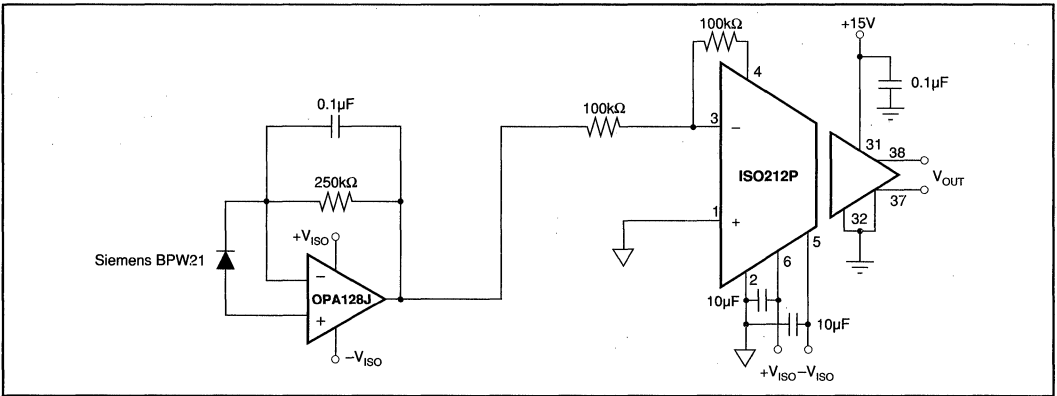 100kΩ
+15V
4
0.1µF
0.1µF
100kΩ
3
–
31
38
250kΩ
ISO212P
V_OUT
37
1
+
32
+V_ISO
5
Siemens BPW21
6
–
OPA128J
+
2
10µF
10µF
–V_ISO
+V_ISO –V_ISO